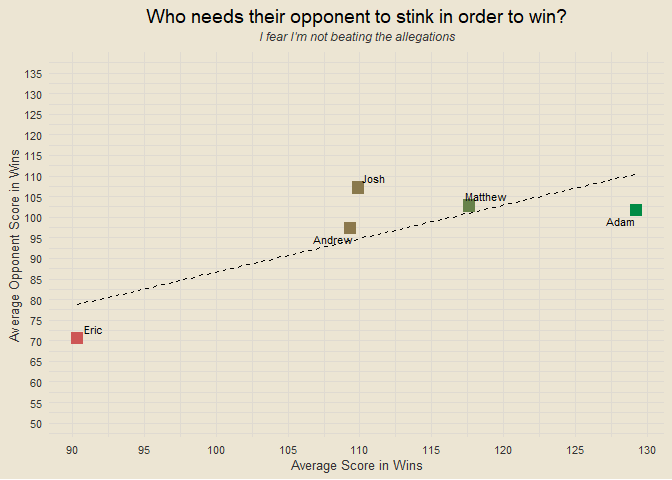 Who needs their opponent to stink in order to win?
I fear I'm not beating the allegations
Average Opponent Score in Wins
135
130
125
120
115
110
105
100
95
90
85
80
75
70
65
60
55
50
Josh
Matthew
Adam
Andrew
Eric
90 95 100 105 110 115 120 125 130
Average Score in Wins